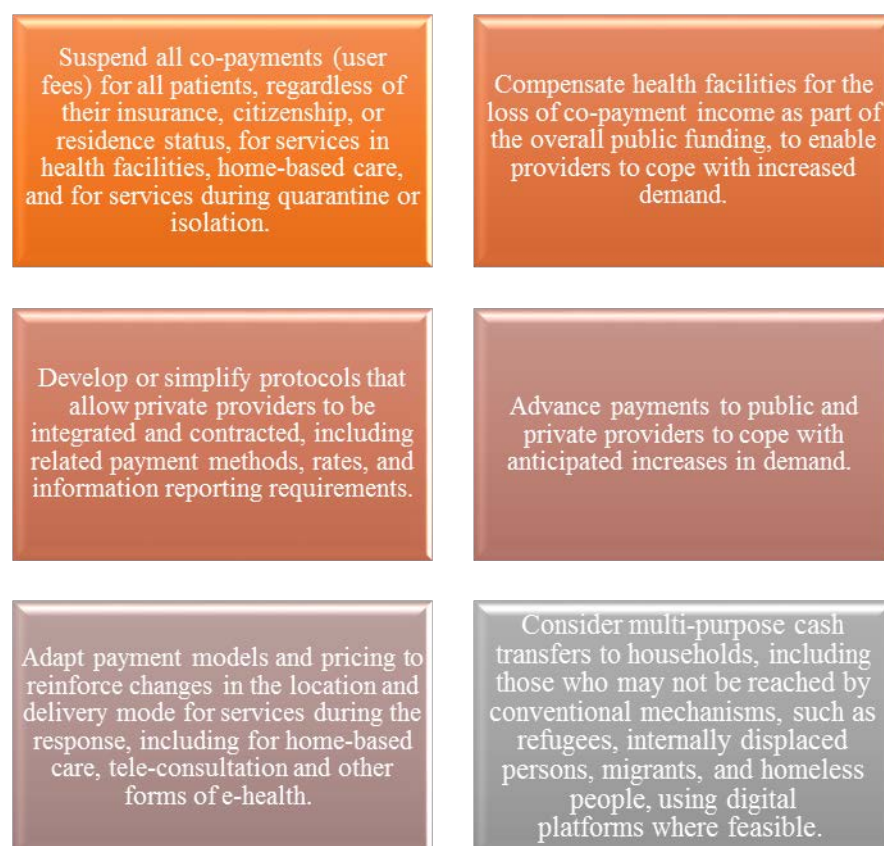 Suspend all co-payments (user
fees) for all patients, regardless of
their insurance, citizenship, or
residence status, for services in
health facilities, home-based care,
and for services during quarantine or
isolation.
Compensate health facilities for the
loss of co-payment income as part of
the overall public funding, to enable
providers to cope with increased
demand.
Develop or simplify protocols that
allow private providers to be
integrated and contracted, including
related payment methods, rates, and
information reporting requirements.
Advance payments to public and
private providers to cope with
anticipated increases in demand.
Adapt payment models and pricing to
reinforce changes in the location and
delivery mode for services during the
response, including for home-based
care, tele-consultation and other
forms of e-health.
Consider multi-purpose cash
transfers to households, including
those who may not be reached by
conventional mechanisms, such as
refugees, internally displaced
persons, migrants, and homeless
people, using digital
platforms where feasible.